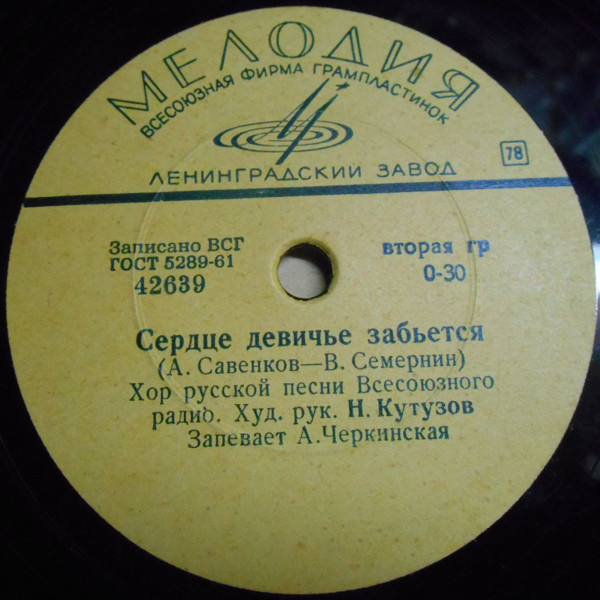 МЕЛОДИЯ
ВСЕСОЮЗНАЯ ФИРМА ГРАМПЛАСТИНОК
ЛЕНИНГРАДСКИЙ ЗАВОД
78
Записано ВСГ
ГОСТ 5289-61
42639
вторая гр
0-30
Сердце девичье забьется
(А. Савенков—В. Семернин)
Хор русской песни Всесоюзного
радио. Худ. рук. Н. Кутузов
Запевает А. Черкинская